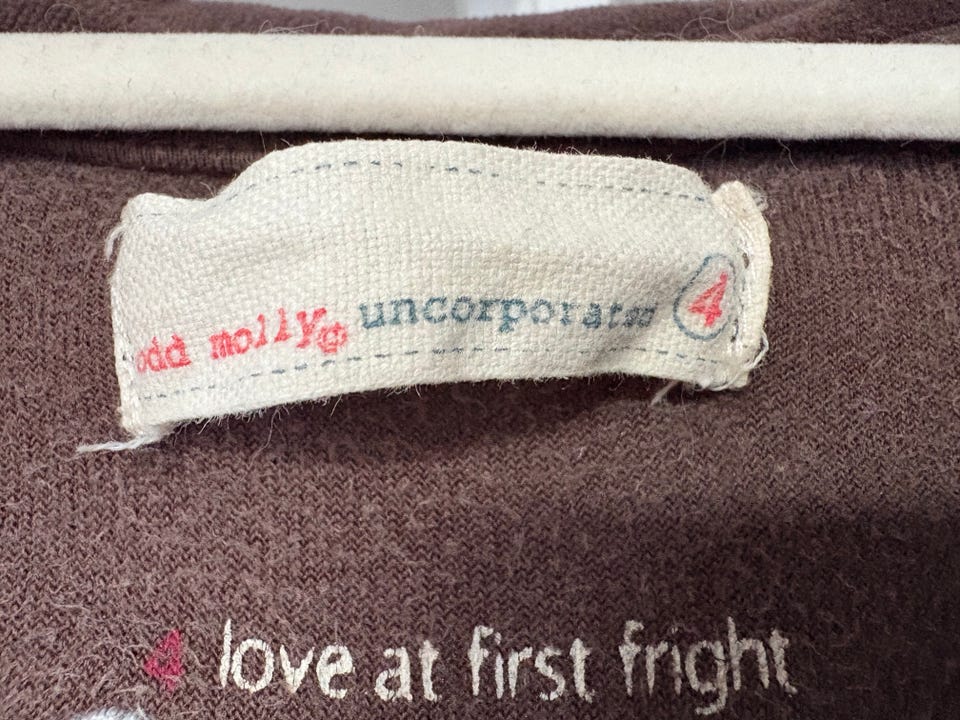 odd molly uncorporated 4
4 love at first fright